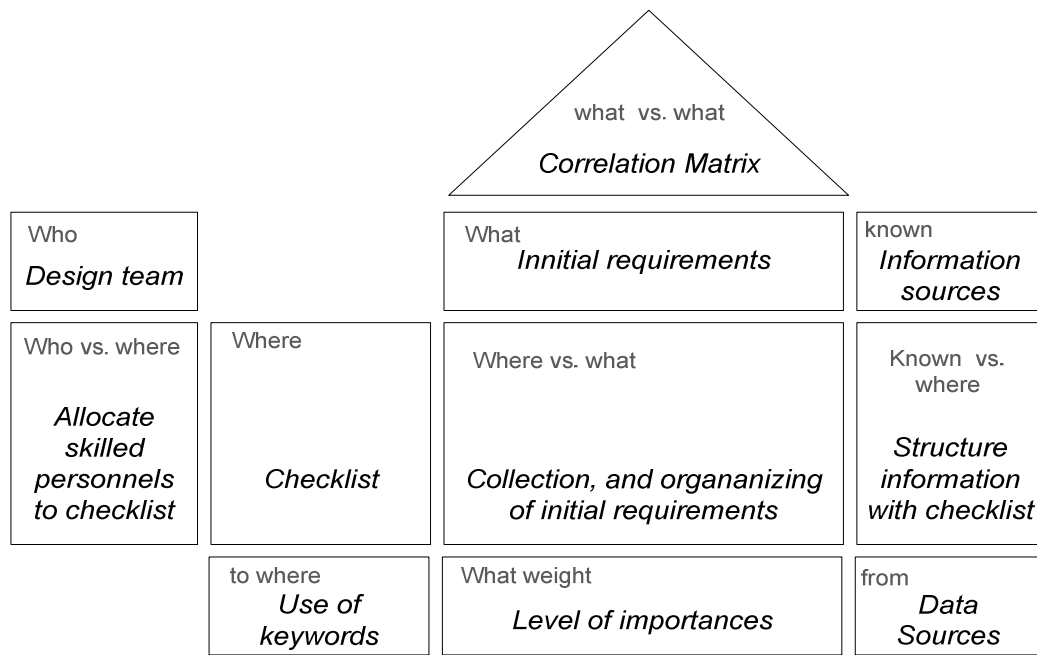 what vs. what
Correlation Matrix
Who
Design team
What
Innitial requirements
known
Information
sources
Who vs. where
Allocate
skilled
personnels
to checklist
Where
Checklist
Where vs. what
Collection, and organanizing
of initial requirements
Known vs.
where
Structure
information
with checklist
to where
Use of
keywords
What weight
Level of importances
from
Data
Sources